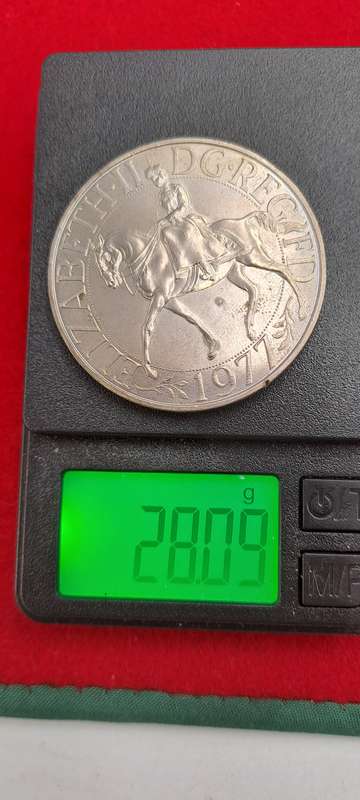 ELIZABETH·II DG·REG FD
1977
g
28.09
M/